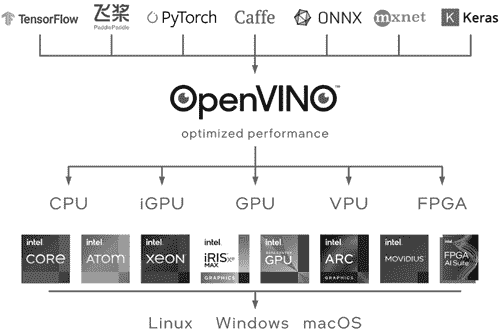 TensorFlow 飞桨 PaddlePaddle PyTorch Caffe ONNX mxnet Keras
OpenVINO™
optimized performance
CPU iGPU GPU VPU FPGA
intel CORE intel ATOM intel XEON intel IRIS Xe MAX GRAPHICS intel GPU intel ARC GRAPHICS intel MOVIDIUS intel FPGA AI Suite
Linux Windows macOS